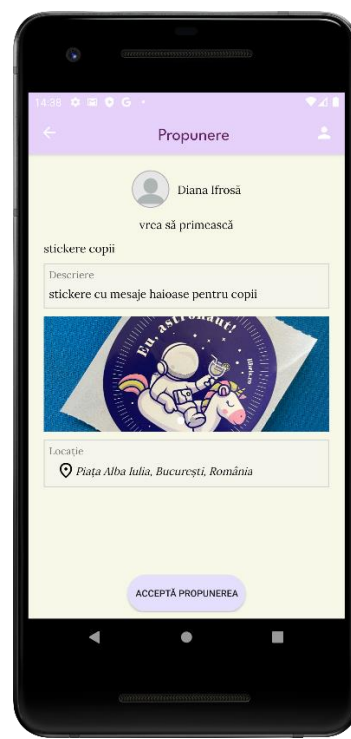 14:38
Propunere
Diana Ifrosă
vrea să primească
stickere copii
Descriere
stickere cu mesaje haioase pentru copii
Eu, astronaut!
Locație
Piața Alba Iulia, București, România
ACCEPTĂ PROPUNEREA